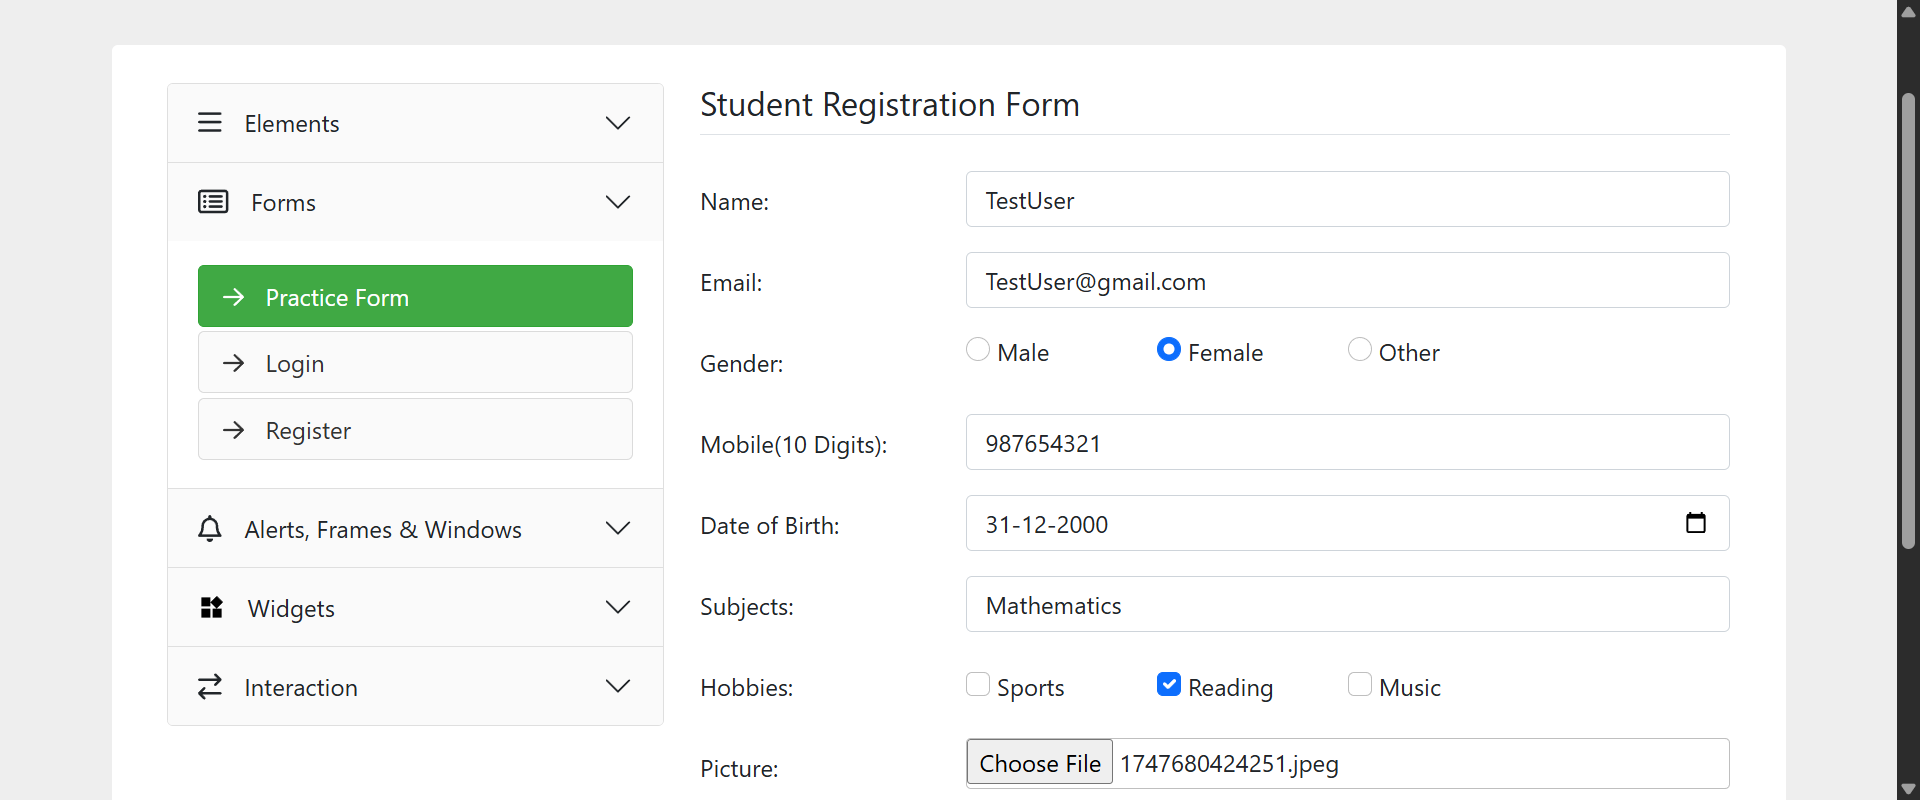 Elements
Forms
Practice Form
Login
Register
Alerts, Frames & Windows
Widgets
Interaction
Student Registration Form
Name: TestUser
Email: TestUser@gmail.com
Gender: Male Female Other
Mobile(10 Digits): 987654321
Date of Birth: 31-12-2000
Subjects: Mathematics
Hobbies: Sports Reading Music
Picture: Choose File 1747680424251.jpeg